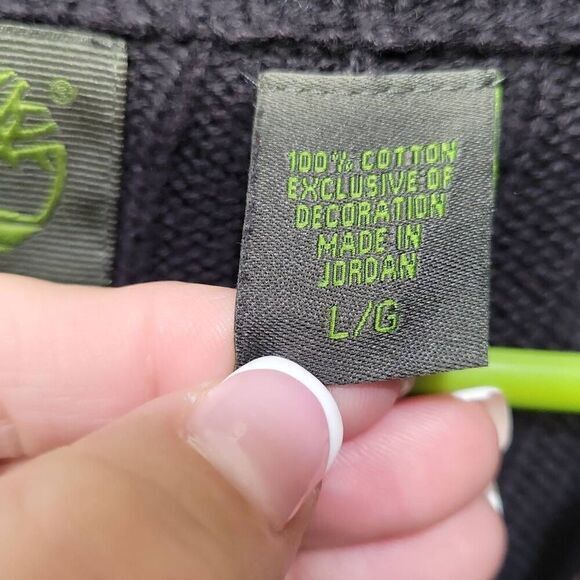 ®
100% COTTON
EXCLUSIVE OF
DECORATION
MADE IN
JORDAN
L/G